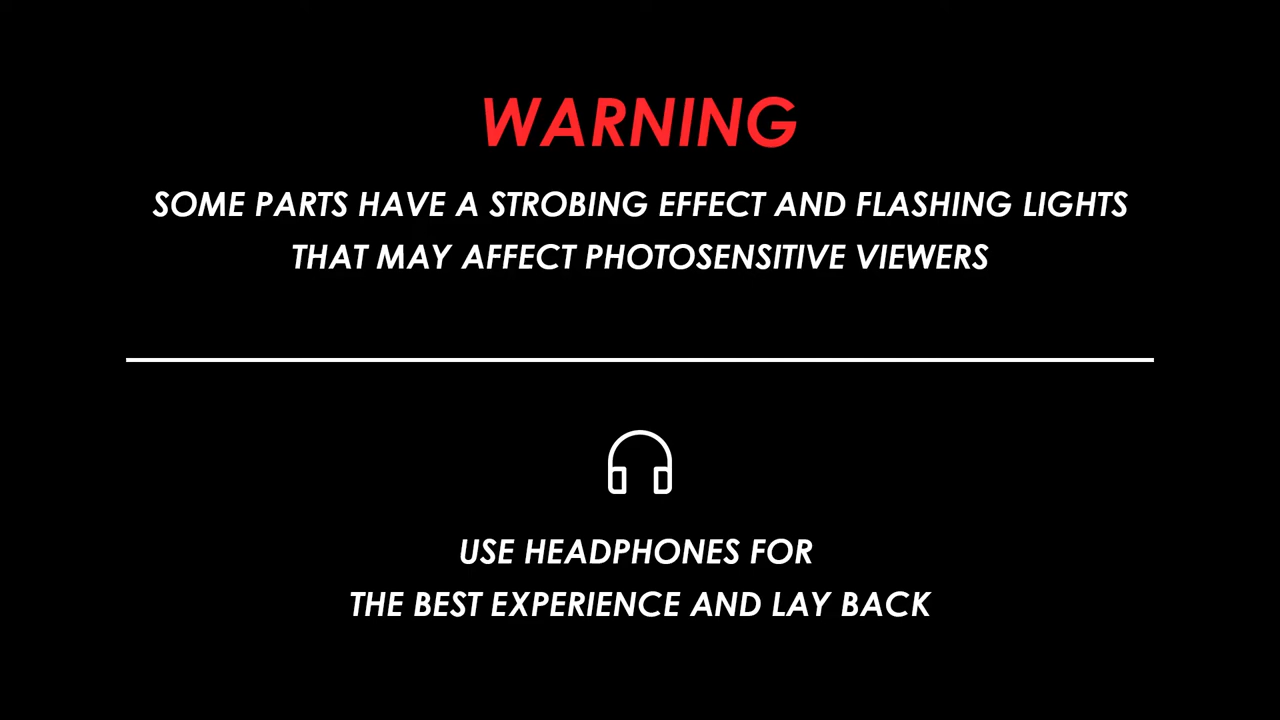 WARNING
SOME PARTS HAVE A STROBING EFFECT AND FLASHING LIGHTS
THAT MAY AFFECT PHOTOSENSITIVE VIEWERS
USE HEADPHONES FOR
THE BEST EXPERIENCE AND LAY BACK